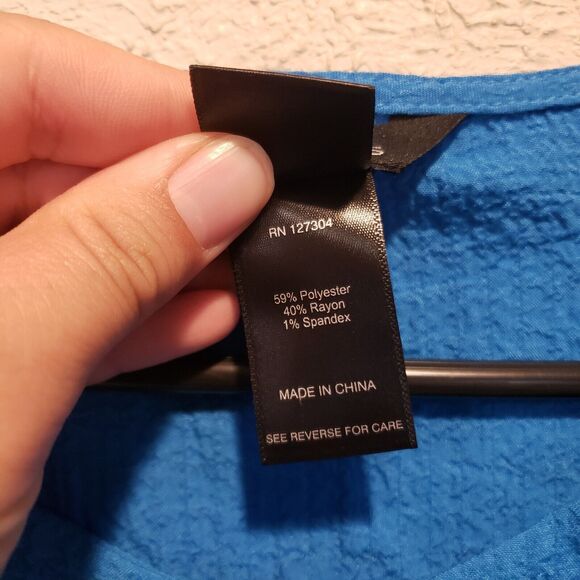 RN 127304
59% Polyester
40% Rayon
1% Spandex
MADE IN CHINA
SEE REVERSE FOR CARE